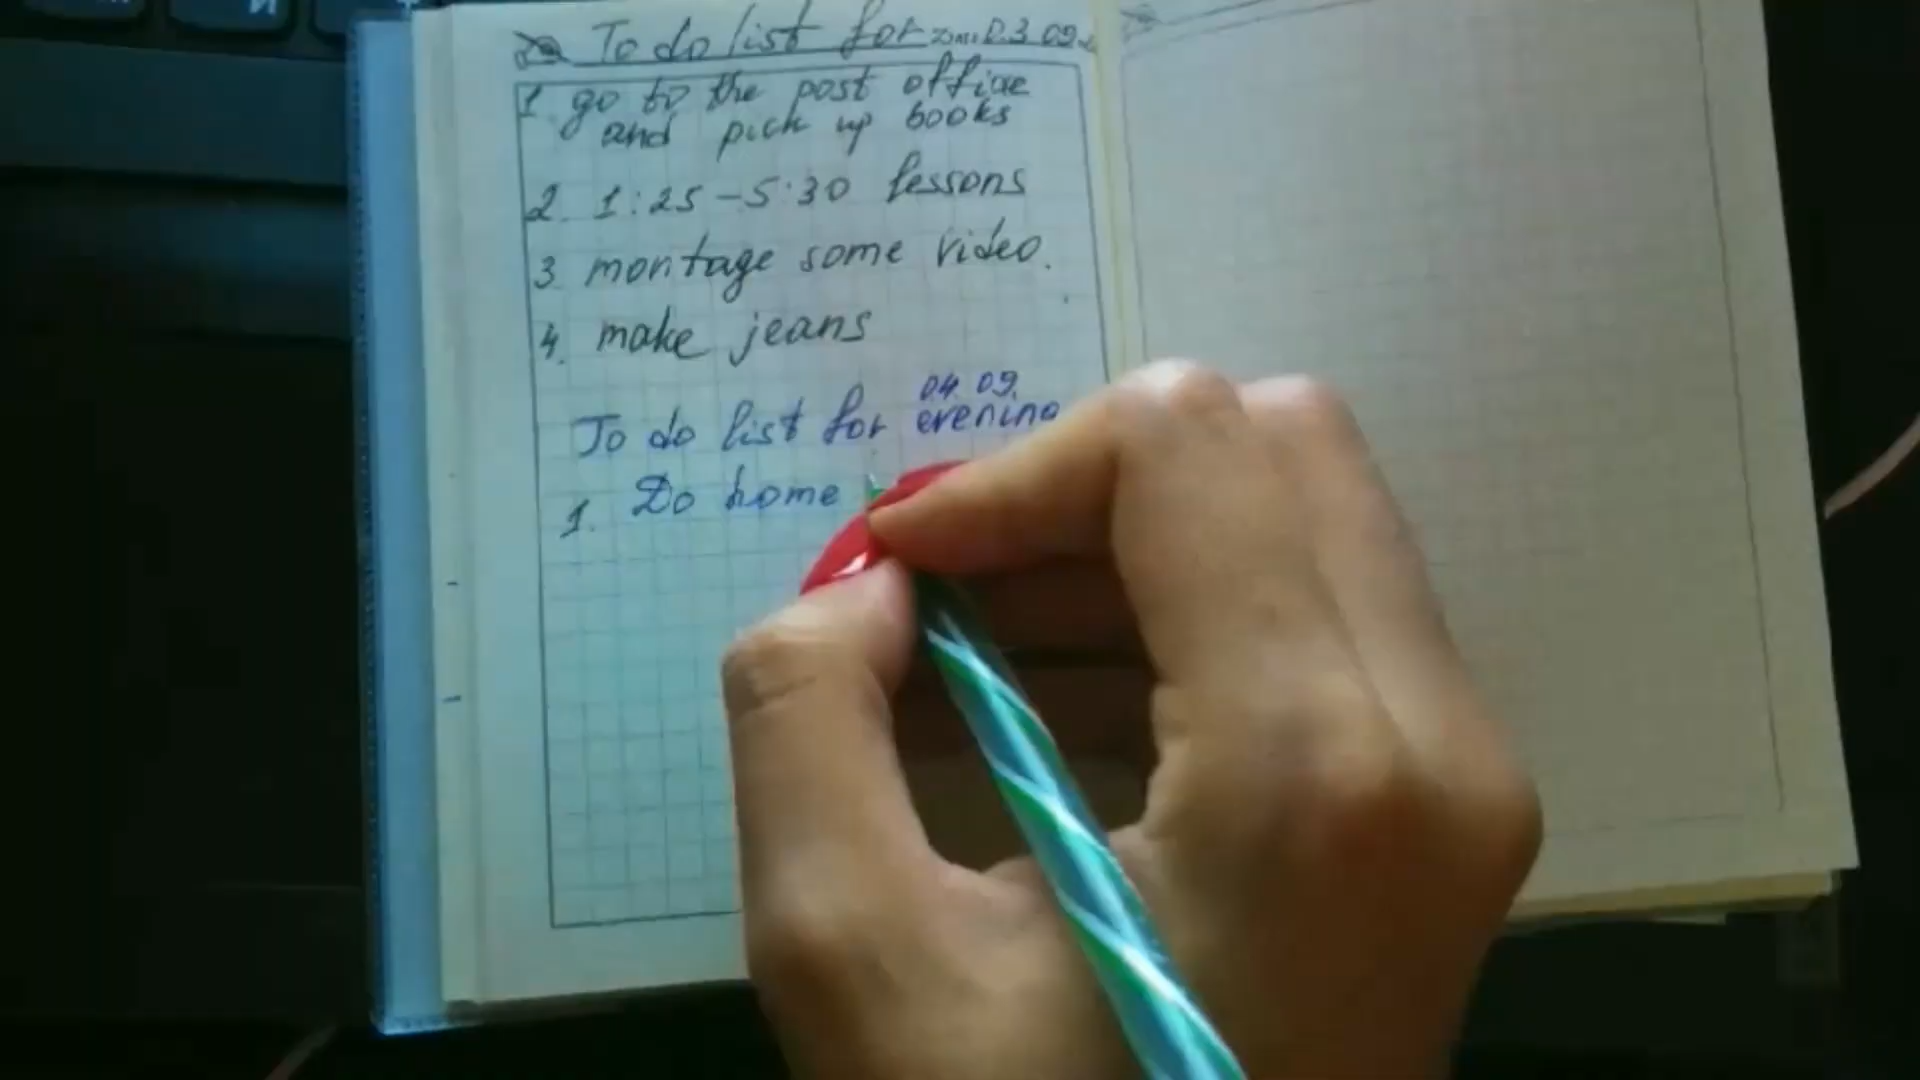 To do list for 03.09.
1. go to the post office
and pick up books
2. 1:25-5:30 lessons
3. montage some video.
4. make jeans
04.09.
To do list for evening
1. Do home